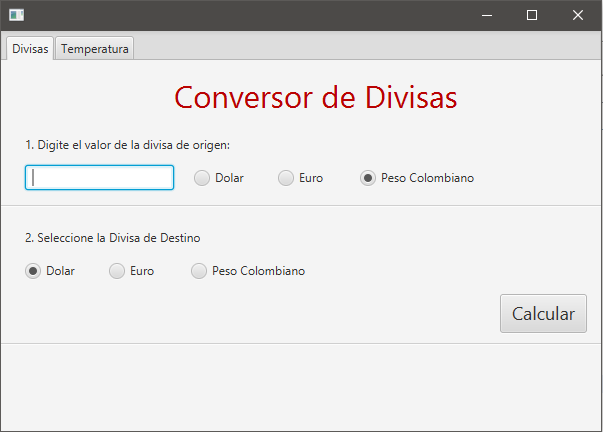 Divisas Temperatura
Conversor de Divisas
1. Digite el valor de la divisa de origen:
Dolar Euro Peso Colombiano
2. Seleccione la Divisa de Destino
Dolar Euro Peso Colombiano
Calcular